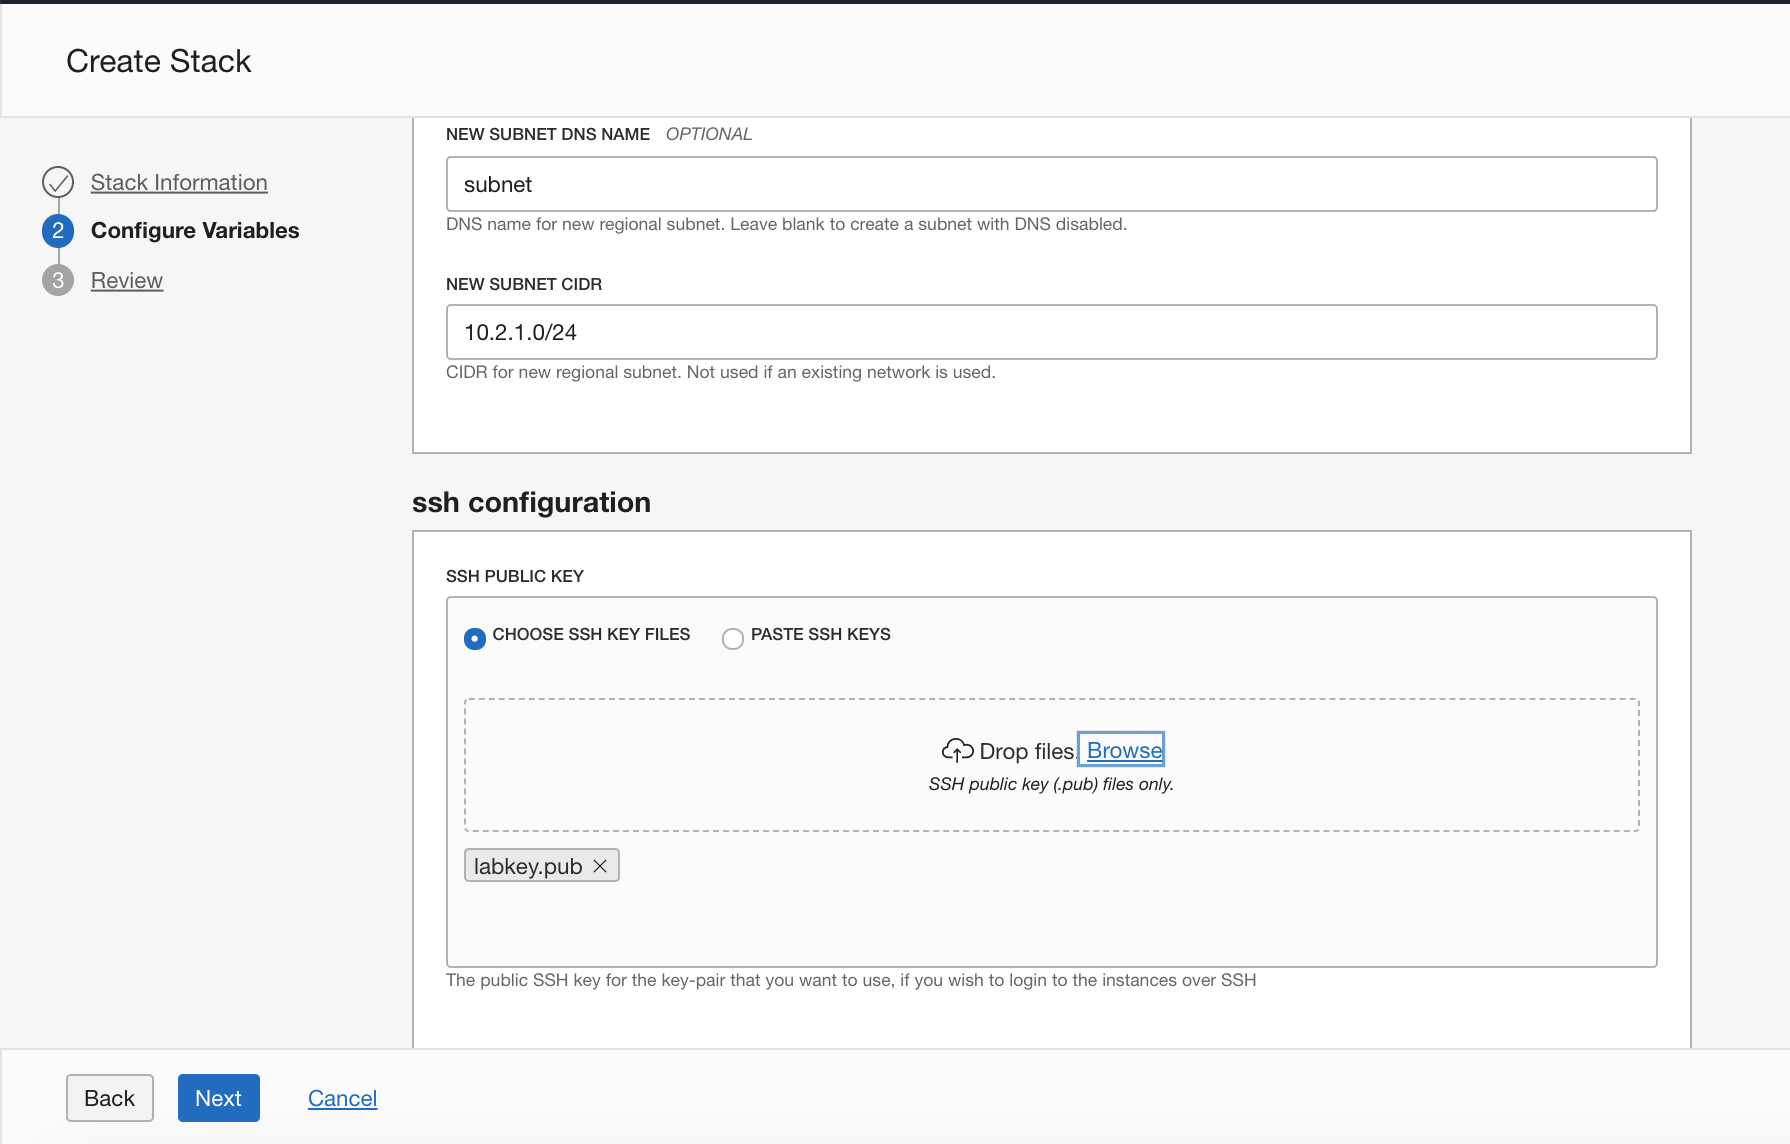 Create Stack
Stack Information
2 Configure Variables
3 Review
NEW SUBNET DNS NAME OPTIONAL
subnet
DNS name for new regional subnet. Leave blank to create a subnet with DNS disabled.
NEW SUBNET CIDR
10.2.1.0/24
CIDR for new regional subnet. Not used if an existing network is used.
ssh configuration
SSH PUBLIC KEY
CHOOSE SSH KEY FILES PASTE SSH KEYS
Drop files. Browse
SSH public key (.pub) files only.
labkey.pub ×
The public SSH key for the key-pair that you want to use, if you wish to login to the instances over SSH
Back Next Cancel